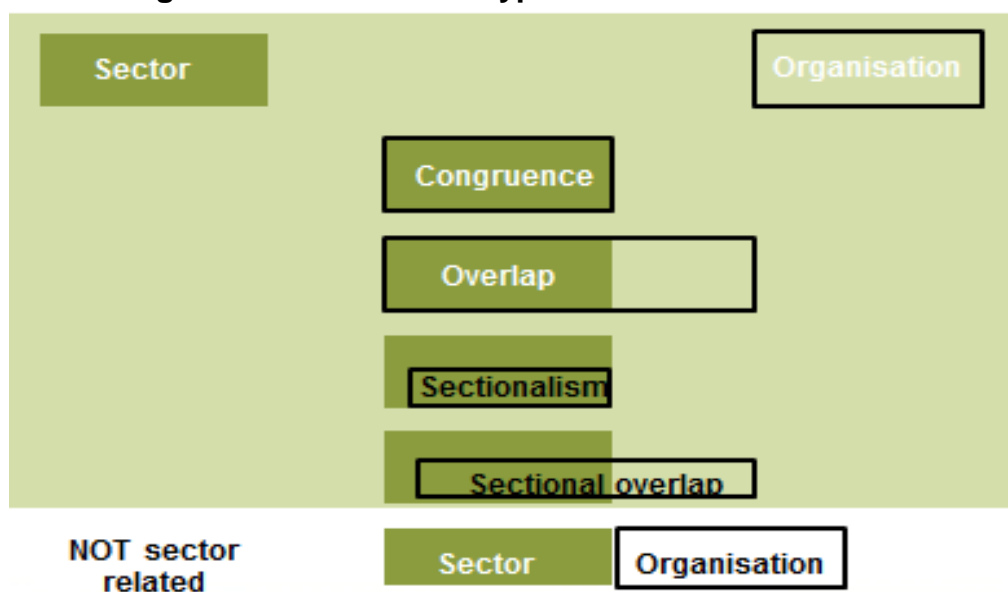 Sector
Organisation
Congruence
Overlap
Sectionalism
Sectional overlap
NOT sector
related
Sector
Organisation